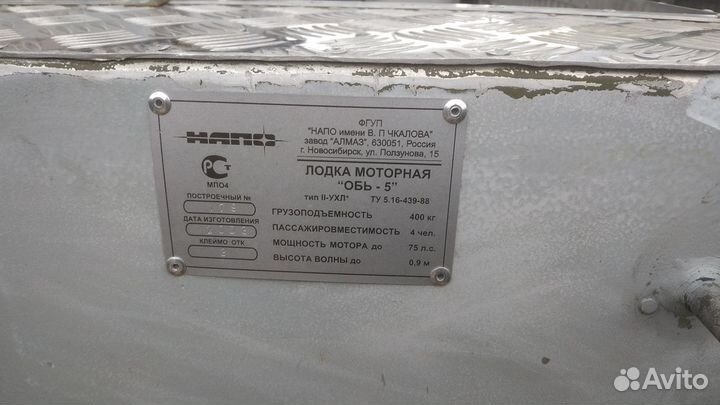 НАПО
ФГУП
"НАПО имени В. П ЧКАЛОВА"
завод "АЛМАЗ", 630051, Россия
г. Новосибирск, ул. Ползунова, 15
РСт
МП04
ЛОДКА МОТОРНАЯ
"ОБЬ - 5"
тип II-УХЛ* ТУ 5.16-439-88
ПОСТРОЕЧНЫЙ №
ДАТА ИЗГОТОВЛЕНИЯ
КЛЕЙМО ОТК
ГРУЗОПОДЪЕМНОСТЬ 400 кг
ПАССАЖИРОВМЕСТИМОСТЬ 4 чел.
МОЩНОСТЬ МОТОРА до 75 л.с.
ВЫСОТА ВОЛНЫ до 0,9 м
Avito